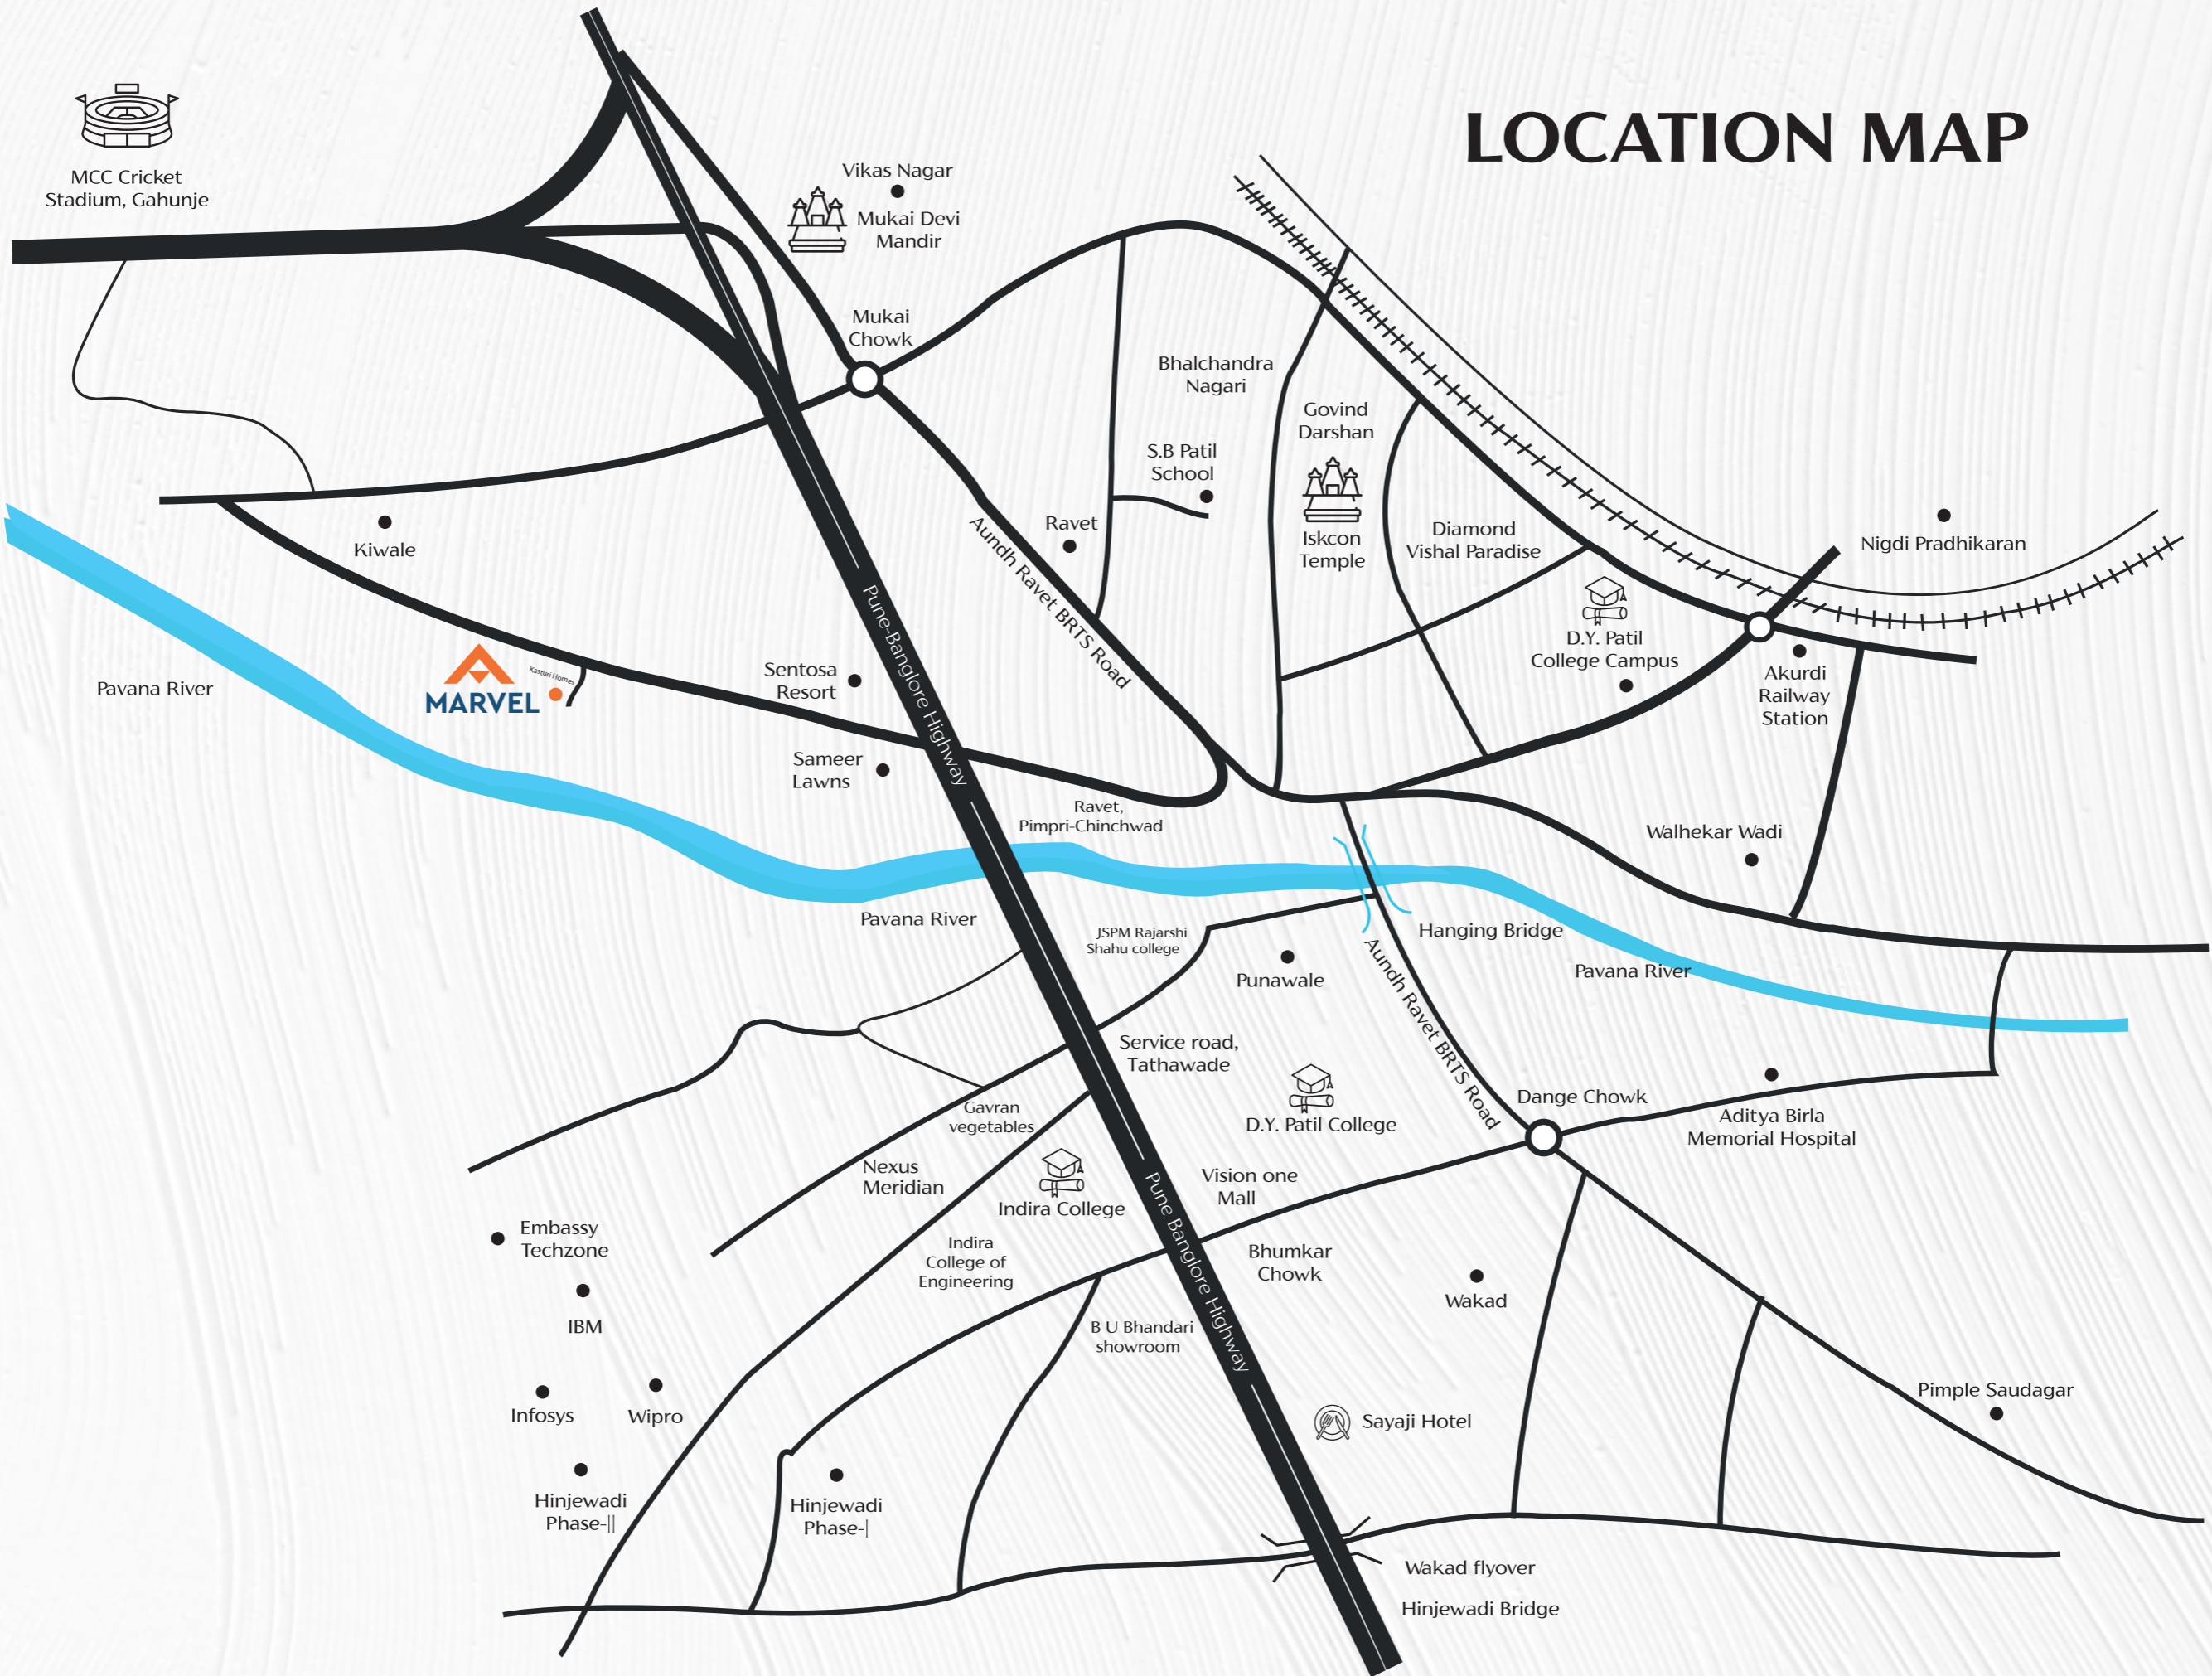 LOCATION MAP
MCC Cricket
Stadium, Gahunje
Vikas Nagar
Mukai Devi
Mandir
Mukai
Chowk
Bhalchandra
Nagari
Govind
Darshan
S.B Patil
School
Iskcon
Temple
Diamond
Vishal Paradise
Nigdi Pradhikaran
Ravet
Kiwale
Aundh Ravet BRTS Road
Pune-Banglore Highway
D.Y. Patil
College Campus
Akurdi
Railway
Station
Pavana River
MARVEL
Kasturi Homes
Sentosa
Resort
Sameer
Lawns
Ravet,
Pimpri-Chinchwad
Walhekar Wadi
Pavana River
JSPM Rajarshi
Shahu college
Hanging Bridge
Punawale
Pavana River
Aundh Ravet BRTS Road
Service road,
Tathawade
Gavran
vegetables
D.Y. Patil College
Dange Chowk
Aditya Birla
Memorial Hospital
Nexus
Meridian
Indira College
Vision one
Mall
Pune Banglore Highway
Embassy
Techzone
Indira
College of
Engineering
Bhumkar
Chowk
Wakad
IBM
B U Bhandari
showroom
Infosys
Wipro
Sayaji Hotel
Pimple Saudagar
Hinjewadi
Phase-||
Hinjewadi
Phase-|
Wakad flyover
Hinjewadi Bridge